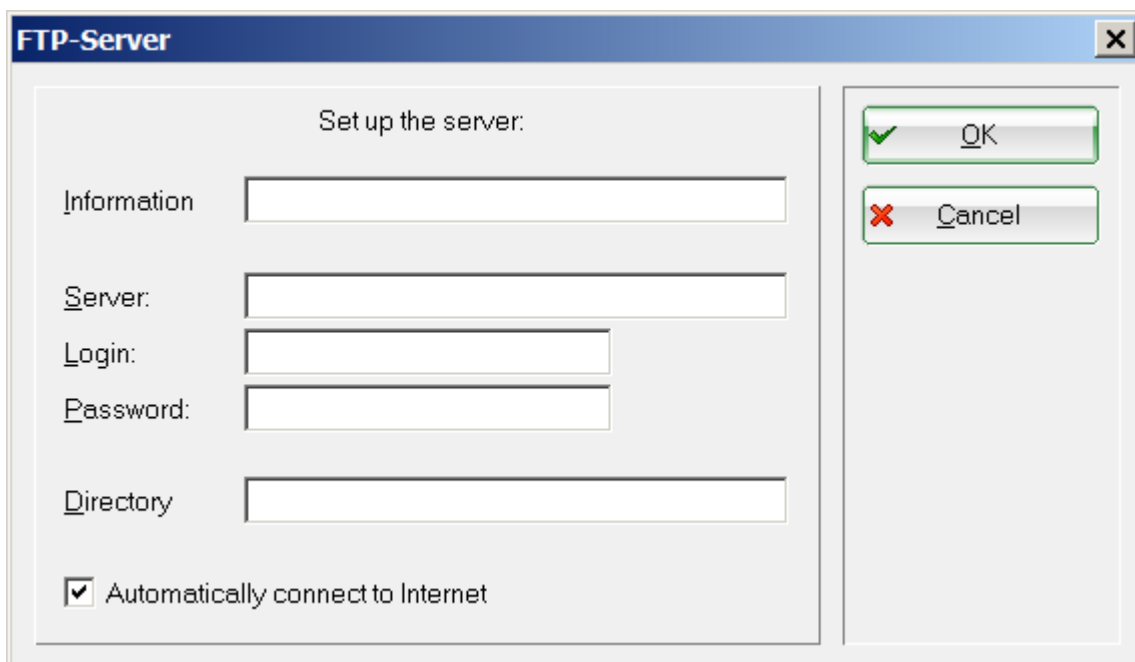 FTP-Server
Set up the server:
Information
Server:
Login:
Password:
Directory
Automatically connect to Internet
OK
Cancel